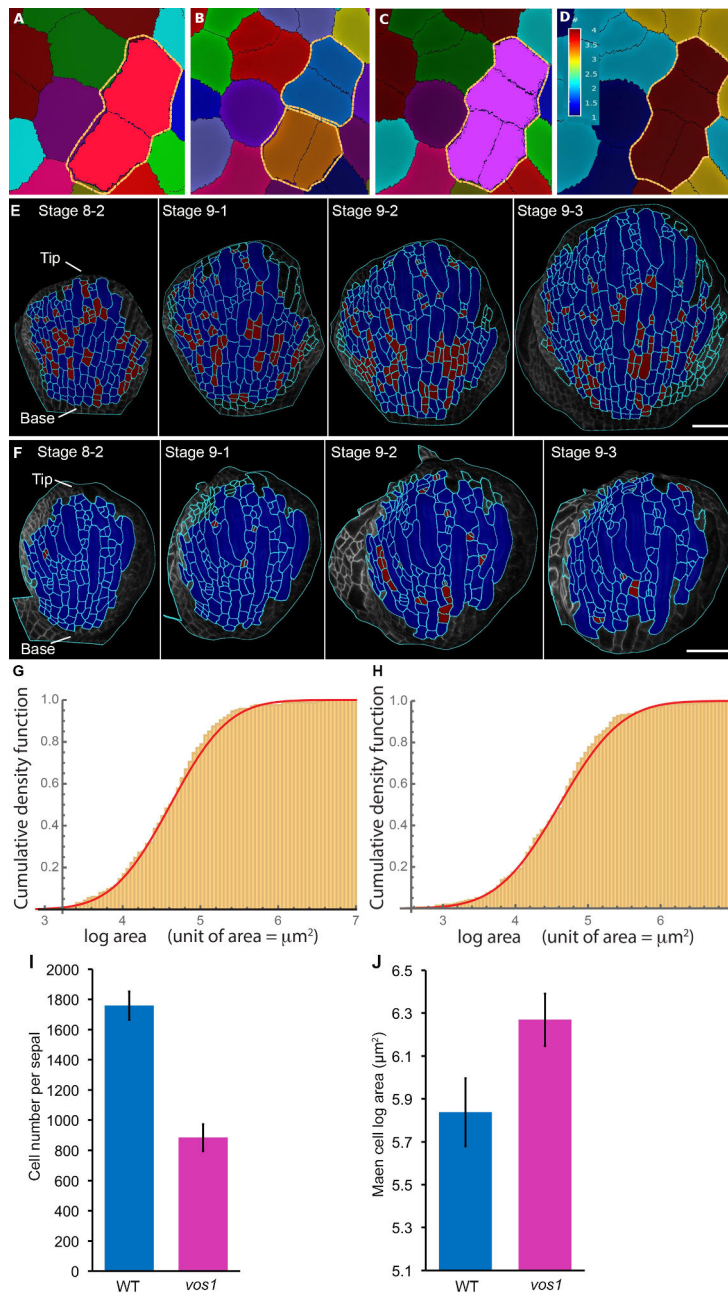 A
B
C
D
#
4
3.5
3
2.5
2
1.5
1
E Stage 8-2 Stage 9-1 Stage 9-2 Stage 9-3
Tip
Base
F Stage 8-2 Stage 9-1 Stage 9-2 Stage 9-3
Tip
Base
G
Cumulative density function
1.0
0.8
0.6
0.4
0.2
3 4 5 6 7
log area (unit of area = μm²)
H
Cumulative density function
1.0
0.8
0.6
0.4
0.2
3 4 5 6
log area (unit of area = μm²)
I
Cell number per sepal
2000
1800
1600
1400
1200
1000
800
600
400
200
0
WT vos1
J
Maen cell log area (μm²)
6.5
6.3
6.1
5.9
5.7
5.5
5.3
5.1
WT vos1